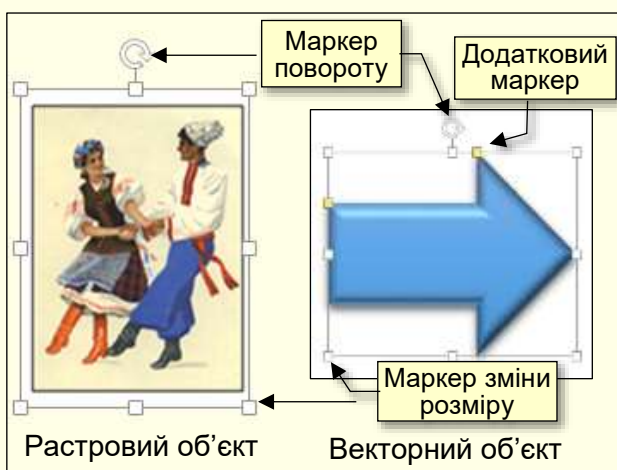 Маркер
повороту
Додатковий
маркер
Маркер зміни
розміру
Растровий об’єкт
Векторний об’єкт